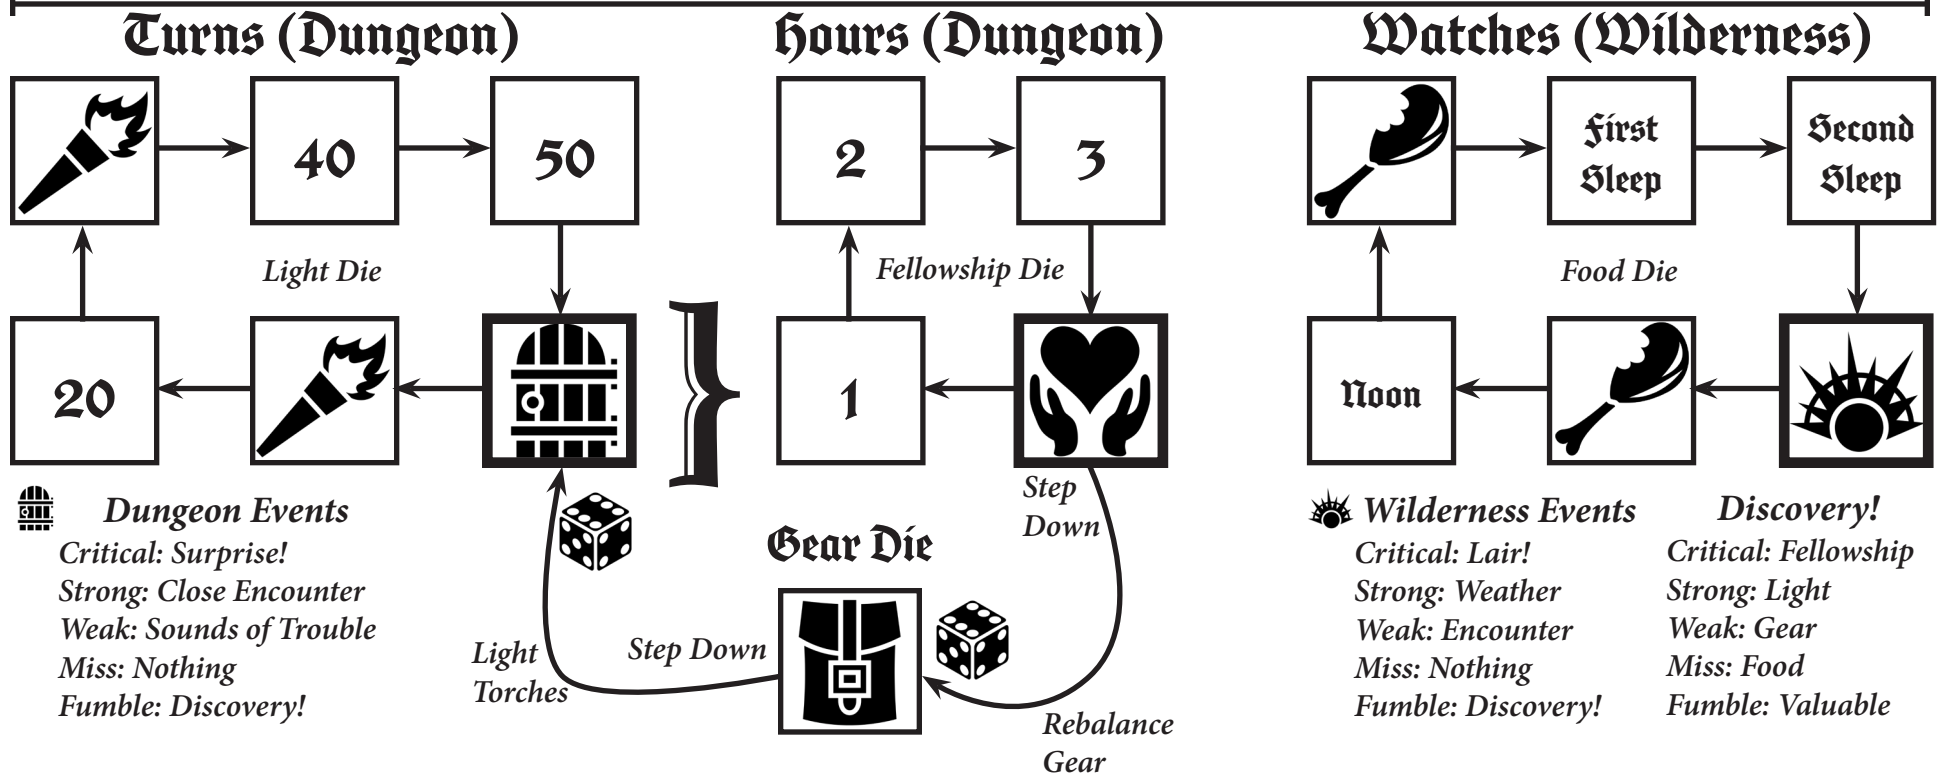 Turns (Dungeon)
Hours (Dungeon)
Watches (Wilderness)
40
50
2
3
First
Sleep
Second
Sleep
Light Die
Fellowship Die
Food Die
20
1
Noon
Dungeon Events
Critical: Surprise!
Strong: Close Encounter
Weak: Sounds of Trouble
Miss: Nothing
Fumble: Discovery!
Light
Torches
Step Down
Gear Die
Step
Down
Rebalance
Gear
Wilderness Events
Critical: Lair!
Strong: Weather
Weak: Encounter
Miss: Nothing
Fumble: Discovery!
Discovery!
Critical: Fellowship
Strong: Light
Weak: Gear
Miss: Food
Fumble: Valuable